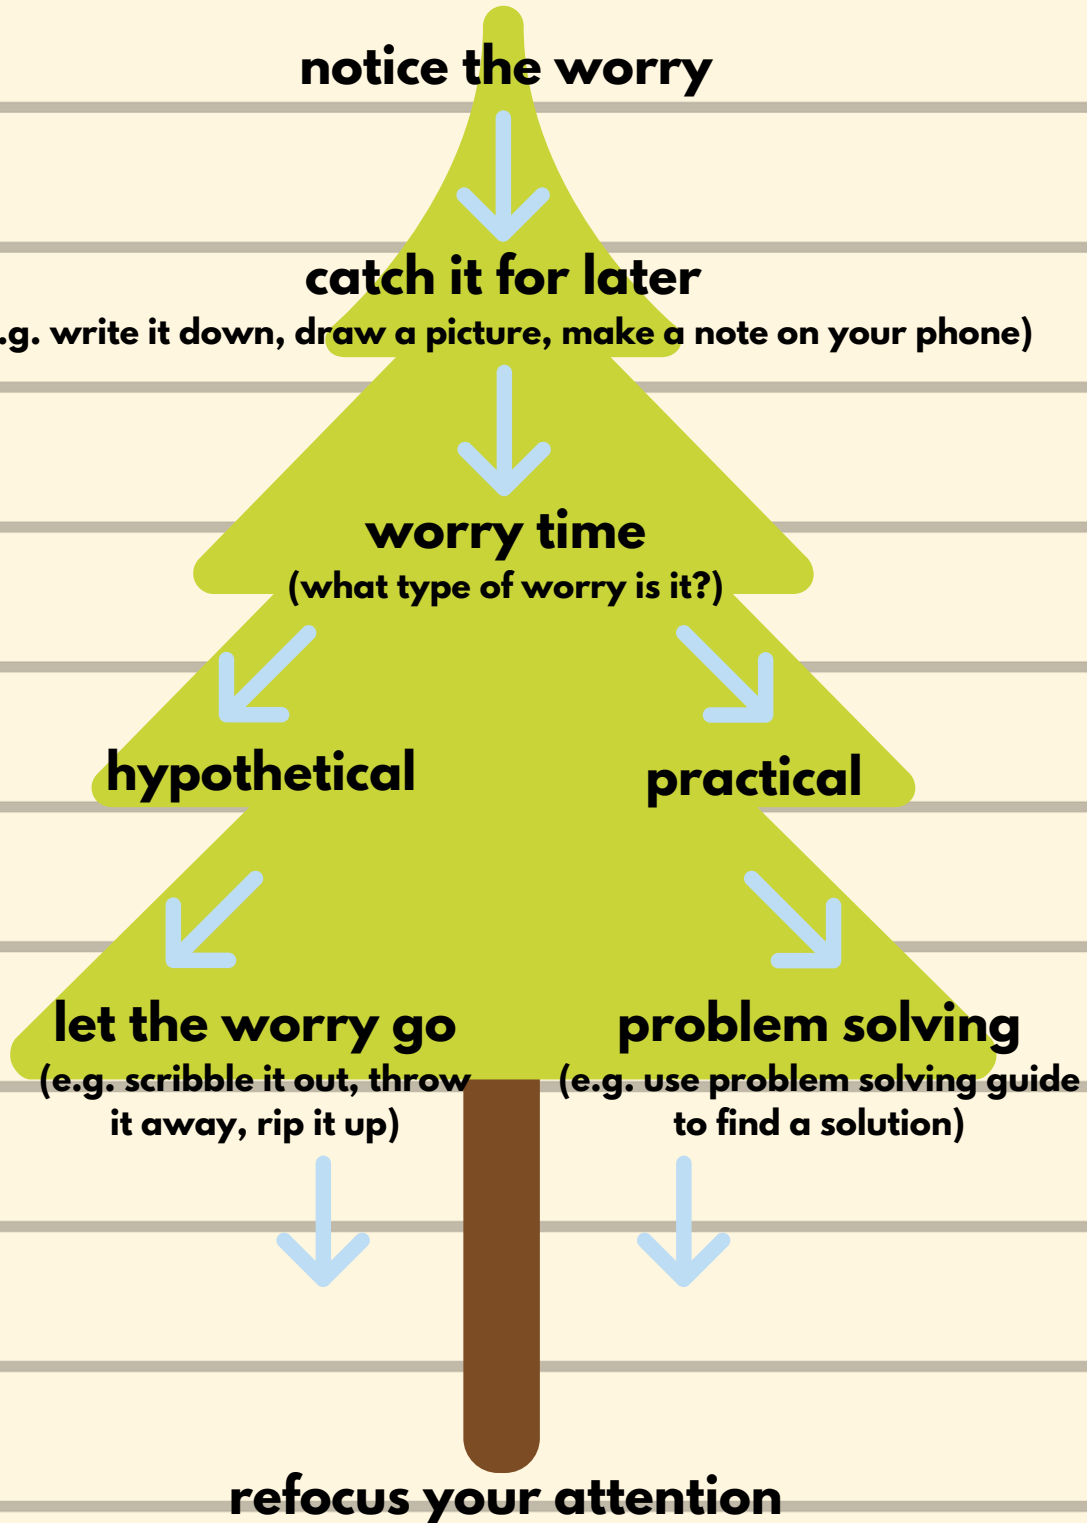 notice the worry
catch it for later
.g. write it down, draw a picture, make a note on your phone)
worry time
(what type of worry is it?)
hypothetical
practical
let the worry go
(e.g. scribble it out, throw
it away, rip it up)
problem solving
(e.g. use problem solving guide
to find a solution)
refocus your attention